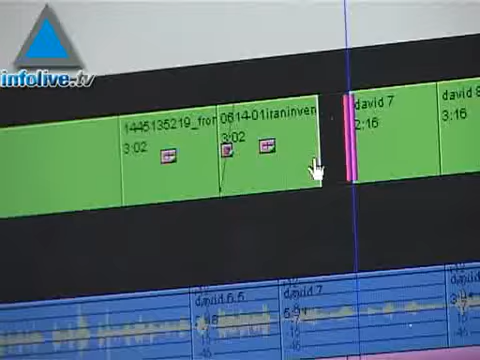 infolive.tv
1445135219_fron
3:02
0614-01iraninven
3:02
david 7
2:16
david 8
3:16
david 6.5
david 7